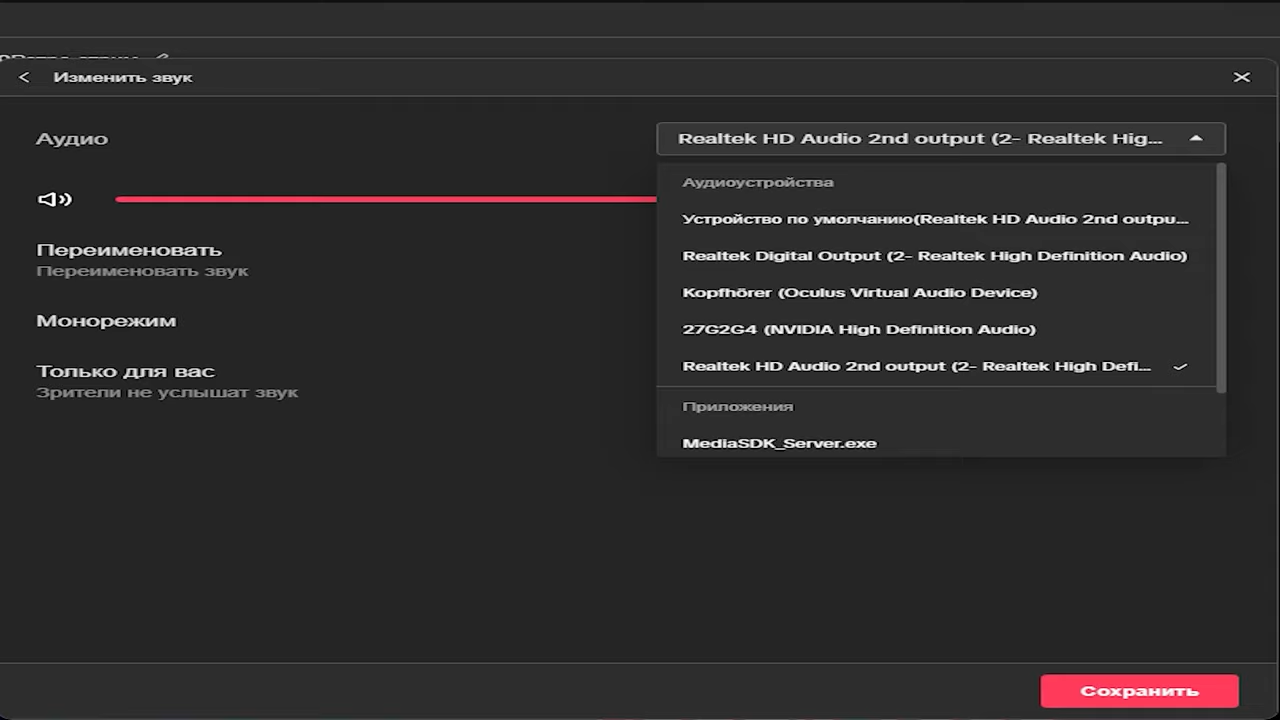 Изменить звук
Аудио
Realtek HD Audio 2nd output (2- Realtek Hig...
Аудиоустройства
Устройство по умолчанию(Realtek HD Audio 2nd outpu...
Realtek Digital Output (2- Realtek High Definition Audio)
Kopfhörer (Oculus Virtual Audio Device)
27G2G4 (NVIDIA High Definition Audio)
Realtek HD Audio 2nd output (2- Realtek High Defi...
Приложения
MediaSDK_Server.exe
Переименовать
Переименовать звук
Монорежим
Только для вас
Зрители не услышат звук
Сохранить